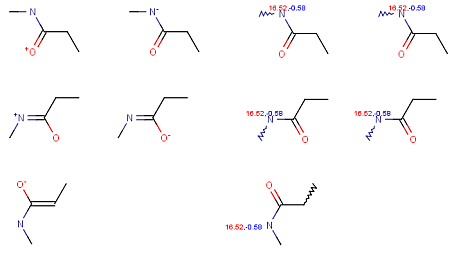 N N⁻ 16.52,-0.58 N 16.52,-0.58 N
⁺O O O O
16.52,-0.58 16.52,-0.58
⁺N N N N
O O⁻ O O
O⁺ O
N 16.52,-0.58 N